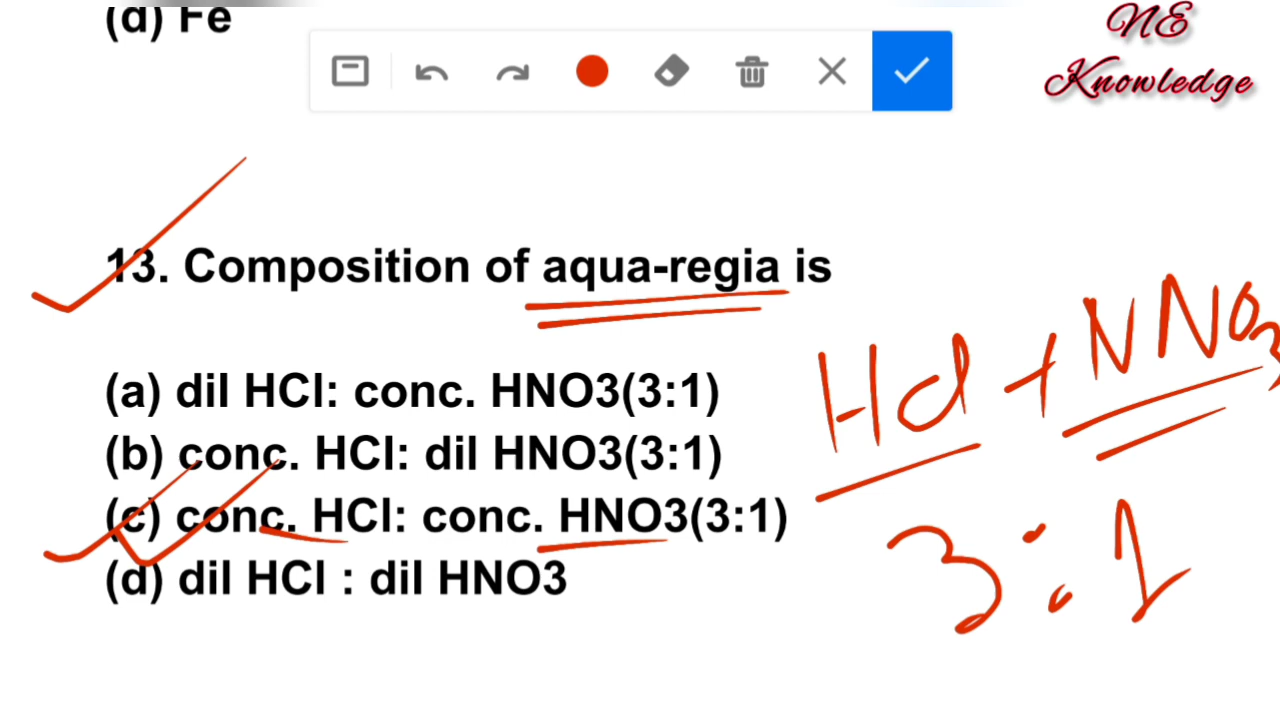 (d) Fe
NE
Knowledge
13. Composition of aqua-regia is
(a) dil HCl: conc. HNO3(3:1)
(b) conc. HCl: dil HNO3(3:1)
(c) conc. HCl: conc. HNO3(3:1)
(d) dil HCl : dil HNO3
HCl + NNO3
3:1